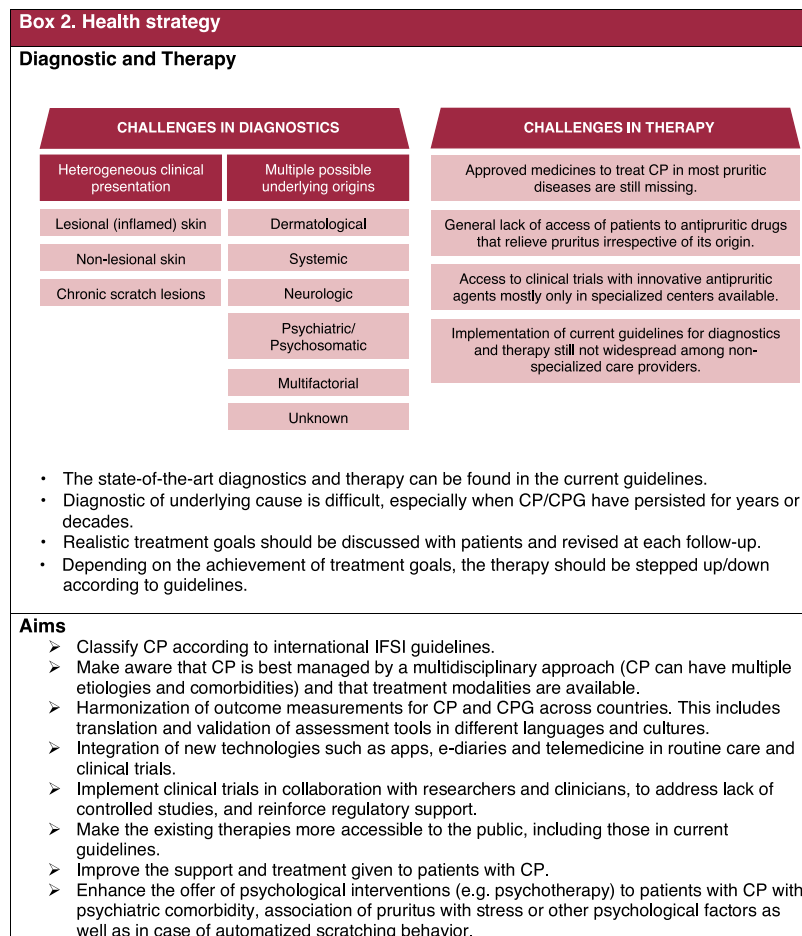 Box 2. Health strategy
Diagnostic and Therapy
CHALLENGES IN DIAGNOSTICS
Heterogeneous clinical
presentation
Lesional (inflamed) skin
Non-lesional skin
Chronic scratch lesions
Multiple possible
underlying origins
Dermatological
Systemic
Neurologic
Psychiatric/
Psychosomatic
Multifactorial
Unknown
CHALLENGES IN THERAPY
Approved medicines to treat CP in most pruritic
diseases are still missing.
General lack of access of patients to antipruritic drugs
that relieve pruritus irrespective of its origin.
Access to clinical trials with innovative antipruritic
agents mostly only in specialized centers available.
Implementation of current guidelines for diagnostics
and therapy still not widespread among non-
specialized care providers.
• The state-of-the-art diagnostics and therapy can be found in the current guidelines.
• Diagnostic of underlying cause is difficult, especially when CP/CPG have persisted for years or
decades.
• Realistic treatment goals should be discussed with patients and revised at each follow-up.
• Depending on the achievement of treatment goals, the therapy should be stepped up/down
according to guidelines.
Aims
➢ Classify CP according to international IFSI guidelines.
➢ Make aware that CP is best managed by a multidisciplinary approach (CP can have multiple
etiologies and comorbidities) and that treatment modalities are available.
➢ Harmonization of outcome measurements for CP and CPG across countries. This includes
translation and validation of assessment tools in different languages and cultures.
➢ Integration of new technologies such as apps, e-diaries and telemedicine in routine care and
clinical trials.
➢ Implement clinical trials in collaboration with researchers and clinicians, to address lack of
controlled studies, and reinforce regulatory support.
➢ Make the existing therapies more accessible to the public, including those in current
guidelines.
➢ Improve the support and treatment given to patients with CP.
➢ Enhance the offer of psychological interventions (e.g. psychotherapy) to patients with CP with
psychiatric comorbidity, association of pruritus with stress or other psychological factors as
well as in case of automatized scratching behavior.